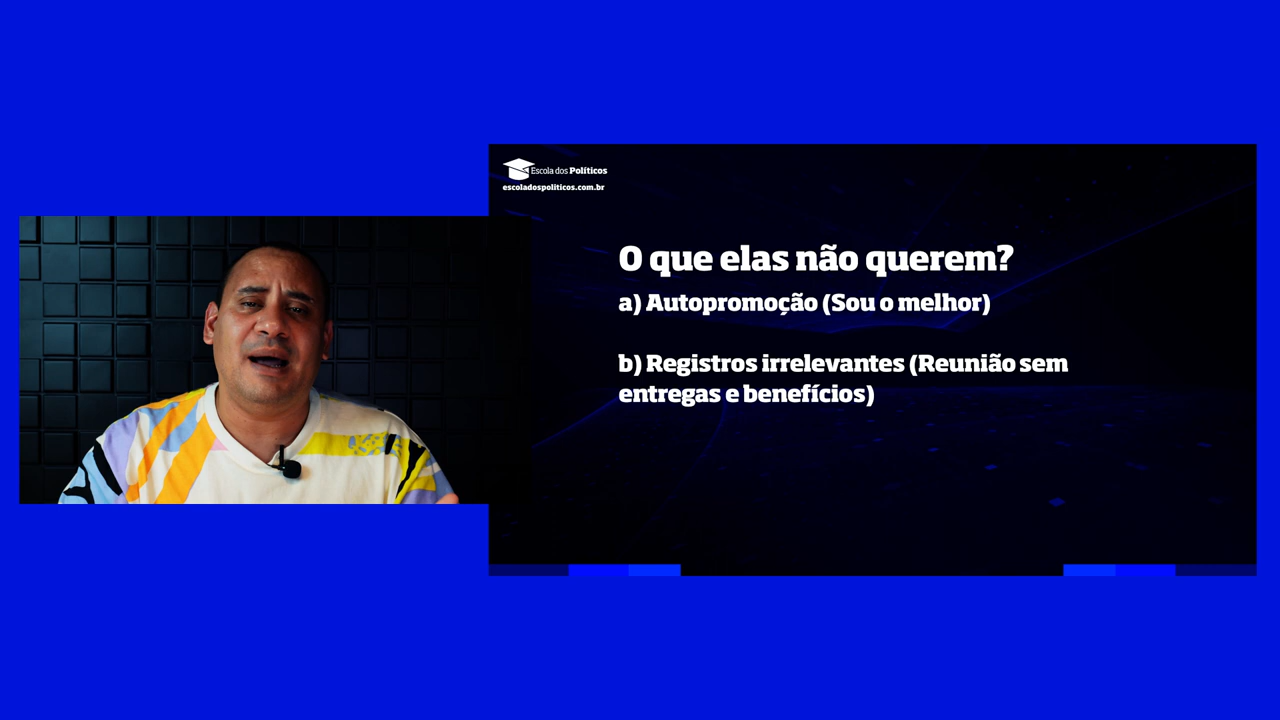 Escola dos Políticos
escoladospoliticos.com.br
O que elas não querem?
a) Autopromoção (Sou o melhor)
b) Registros irrelevantes (Reunião sem
entregas e benefícios)